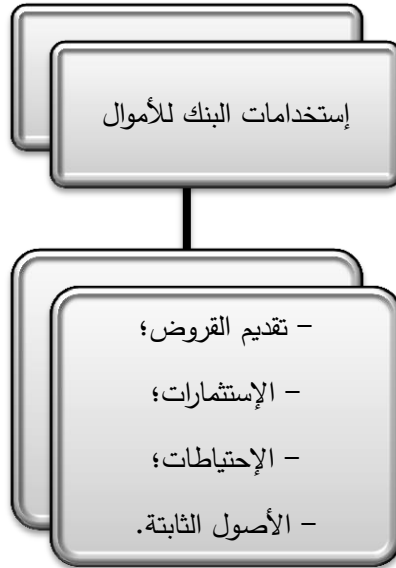 إستخدامات البنك للأموال
- تقديم القروض؛
- الإستثمارات؛
- الإحتياطات؛
- الأصول الثابتة.